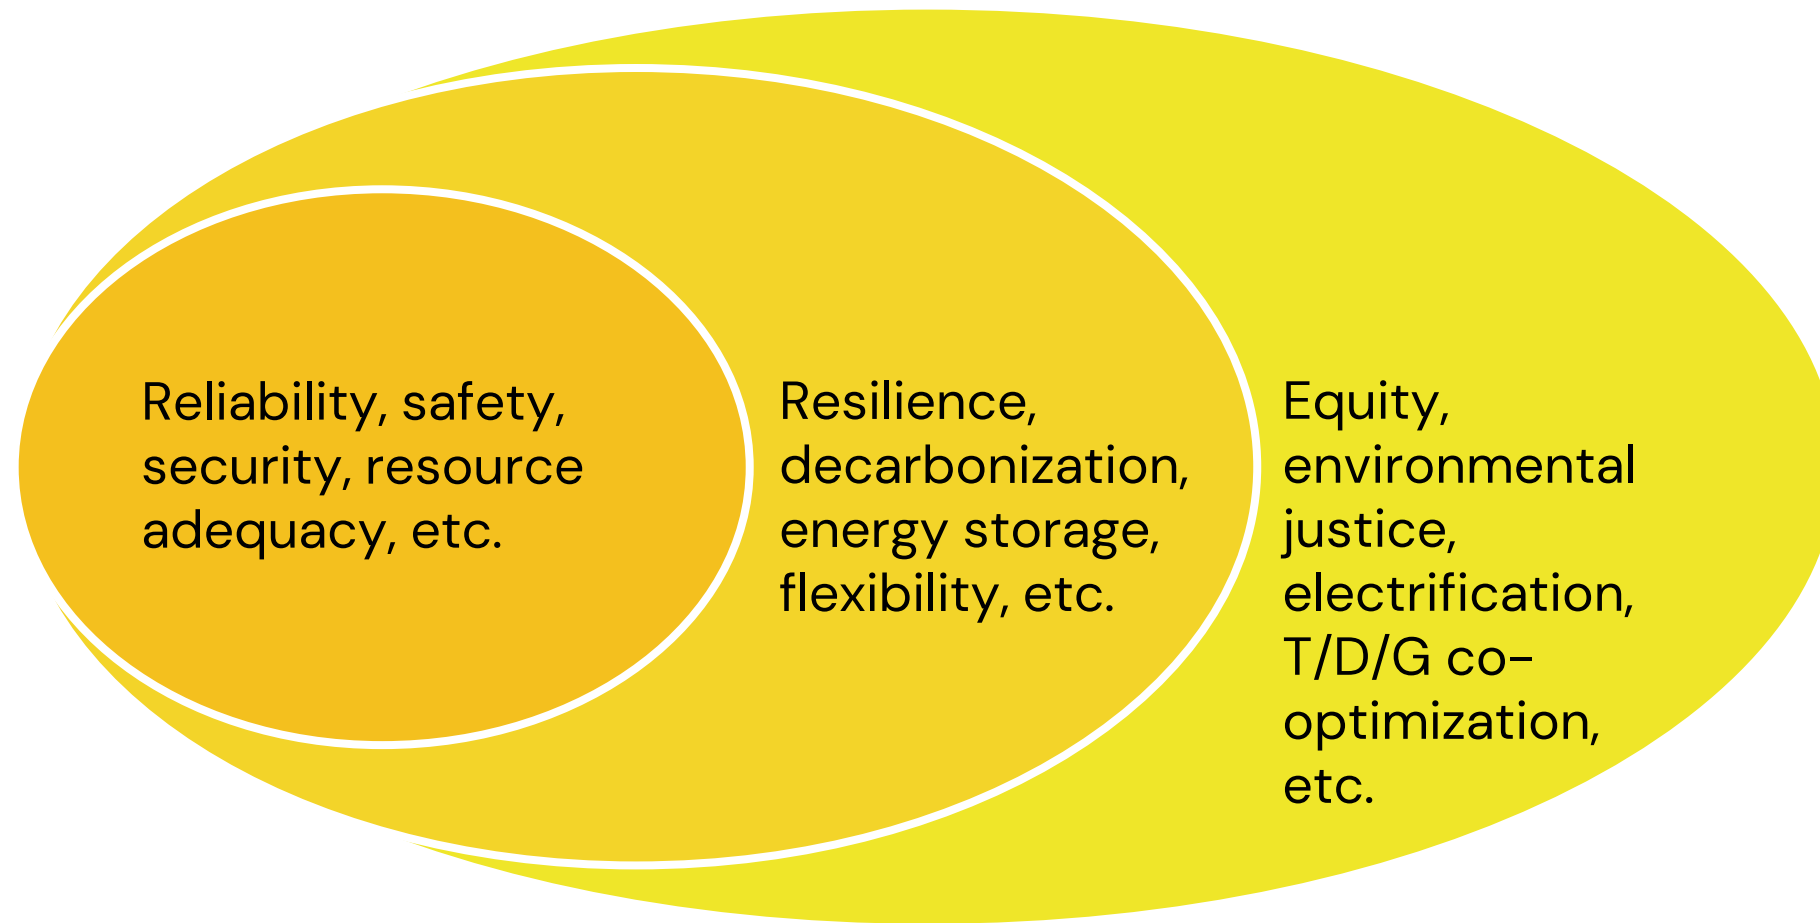 Reliability, safety,
security, resource
adequacy, etc.
Resilience,
decarbonization,
energy storage,
flexibility, etc.
Equity,
environmental
justice,
electrification,
T/D/G co-
optimization,
etc.